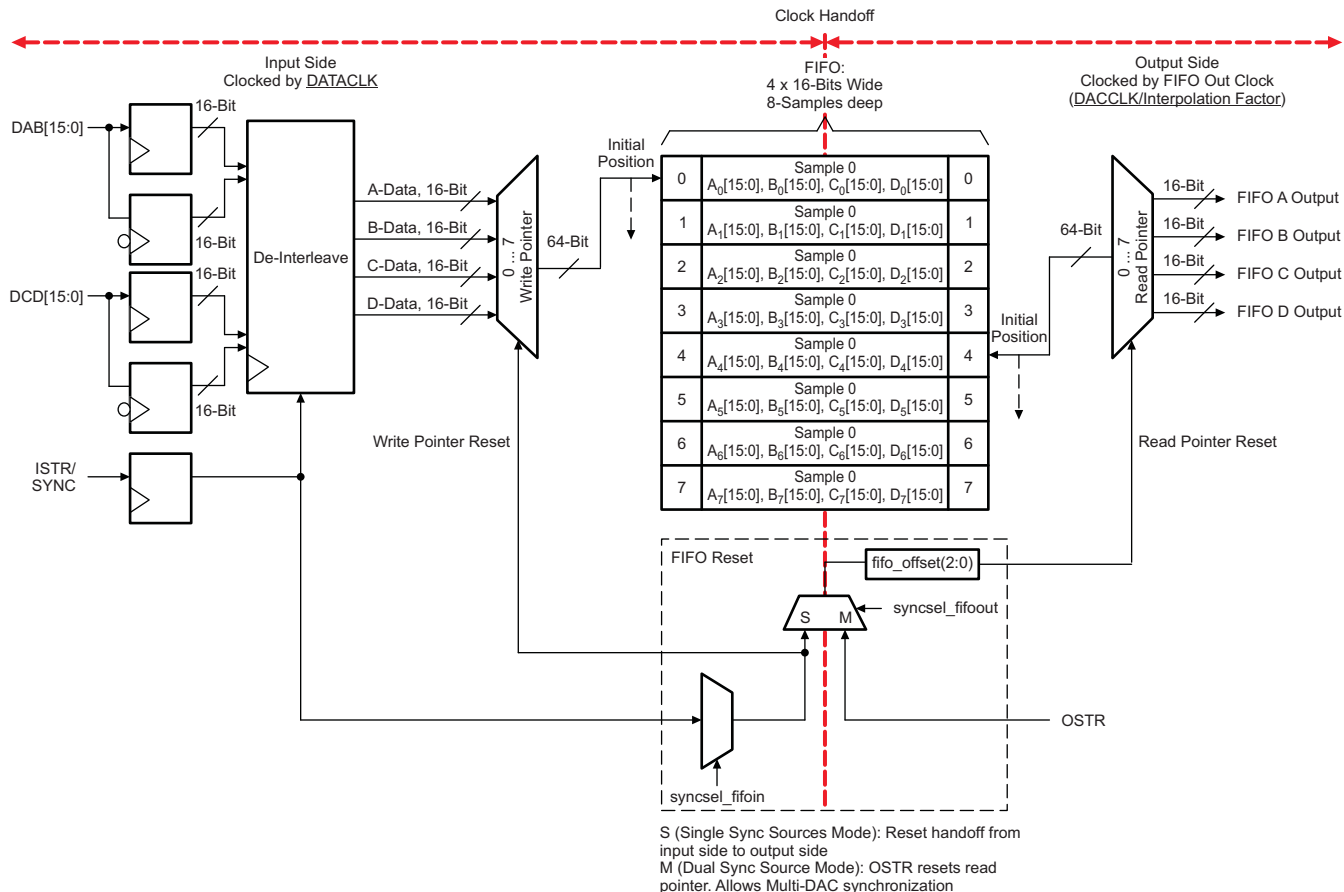 Clock Handoff
Input Side
Clocked by DATACLK
FIFO:
4 x 16-Bits Wide
8-Samples deep
Output Side
Clocked by FIFO Out Clock
(DACCLK/Interpolation Factor)
DAB[15:0]
16-Bit
16-Bit
DCD[15:0]
16-Bit
16-Bit
De-Interleave
A-Data, 16-Bit
B-Data, 16-Bit
C-Data, 16-Bit
D-Data, 16-Bit
0 ... 7
Write Pointer
64-Bit
Initial
Position
0 Sample 0 0
A0[15:0], B0[15:0], C0[15:0], D0[15:0]
1 Sample 0 1
A1[15:0], B1[15:0], C1[15:0], D1[15:0]
2 Sample 0 2
A2[15:0], B2[15:0], C2[15:0], D2[15:0]
3 Sample 0 3
A3[15:0], B3[15:0], C3[15:0], D3[15:0]
4 Sample 0 4
A4[15:0], B4[15:0], C4[15:0], D4[15:0]
5 Sample 0 5
A5[15:0], B5[15:0], C5[15:0], D5[15:0]
6 Sample 0 6
A6[15:0], B6[15:0], C6[15:0], D6[15:0]
7 Sample 0 7
A7[15:0], B7[15:0], C7[15:0], D7[15:0]
Initial
Position
64-Bit
0 ... 7
Read Pointer
16-Bit
FIFO A Output
16-Bit
FIFO B Output
16-Bit
FIFO C Output
16-Bit
FIFO D Output
Write Pointer Reset
Read Pointer Reset
ISTR/
SYNC
FIFO Reset
fifo_offset(2:0)
S M
syncsel_fifoout
OSTR
syncsel_fifoin
S (Single Sync Sources Mode): Reset handoff from
input side to output side
M (Dual Sync Source Mode): OSTR resets read
pointer. Allows Multi-DAC synchronization